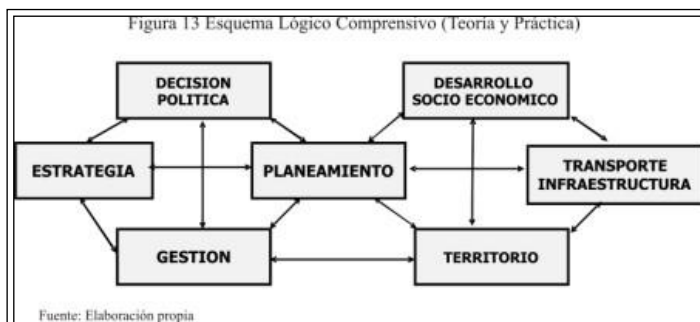 Figura 13 Esquema Lógico Comprensivo (Teoría y Práctica)
DECISION
POLITICA
DESARROLLO
SOCIO ECONOMICO
ESTRATEGIA
PLANEAMIENTO
TRANSPORTE
INFRAESTRUCTURA
GESTION
TERRITORIO
Fuente: Elaboración propia